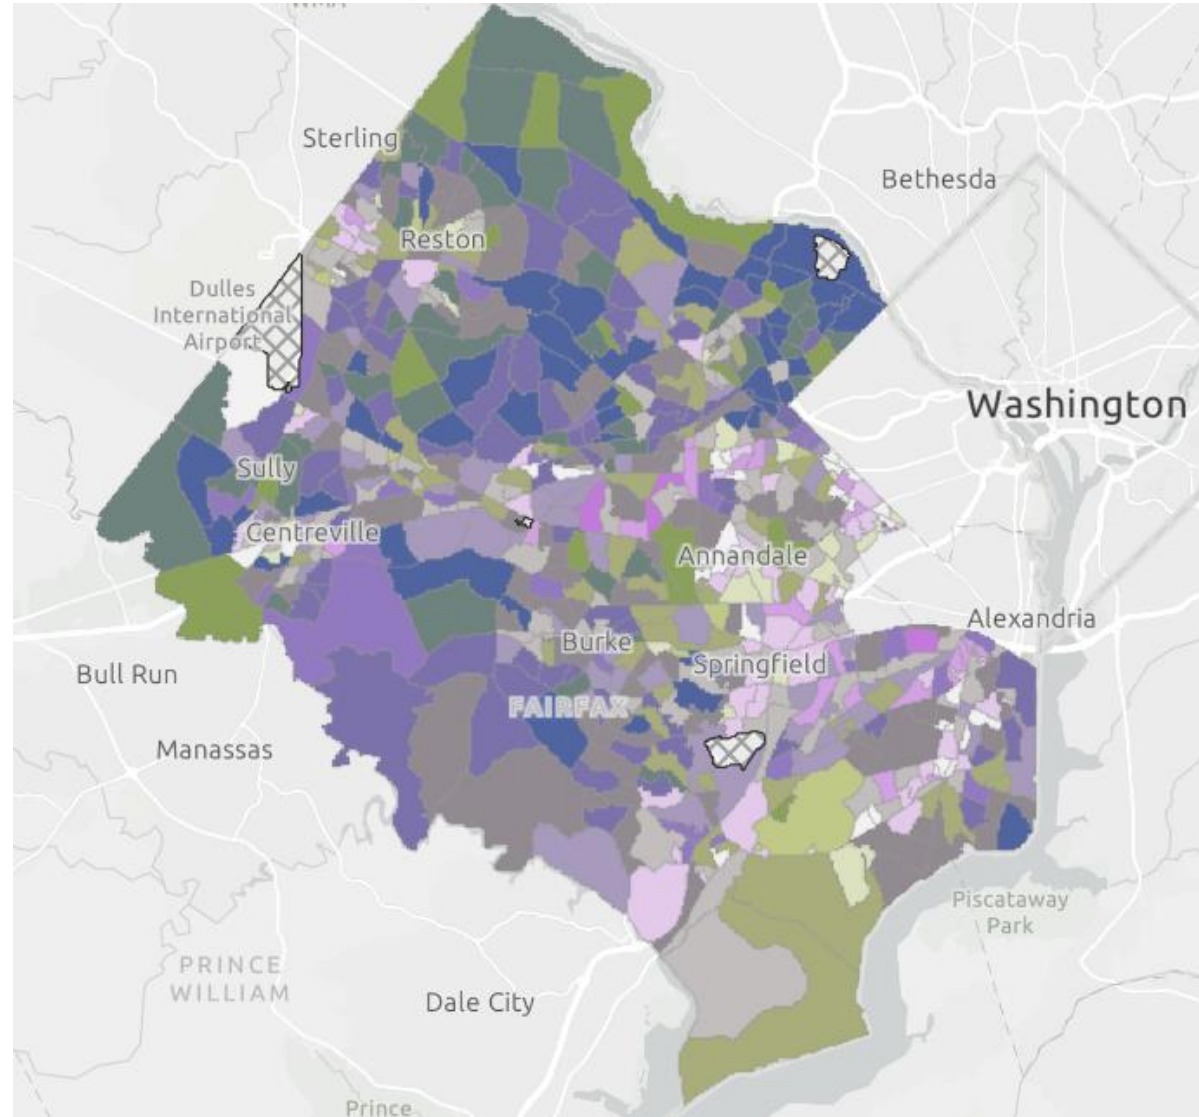 Sterling
Bethesda
Reston
Dulles
International
Airport
Washington
Sully
Centreville
Annandale
Alexandria
Burke
Springfield
Bull Run
FAIRFAX
Manassas
Piscataway
Park
PRINCE
WILLIAM
Dale City
Prince